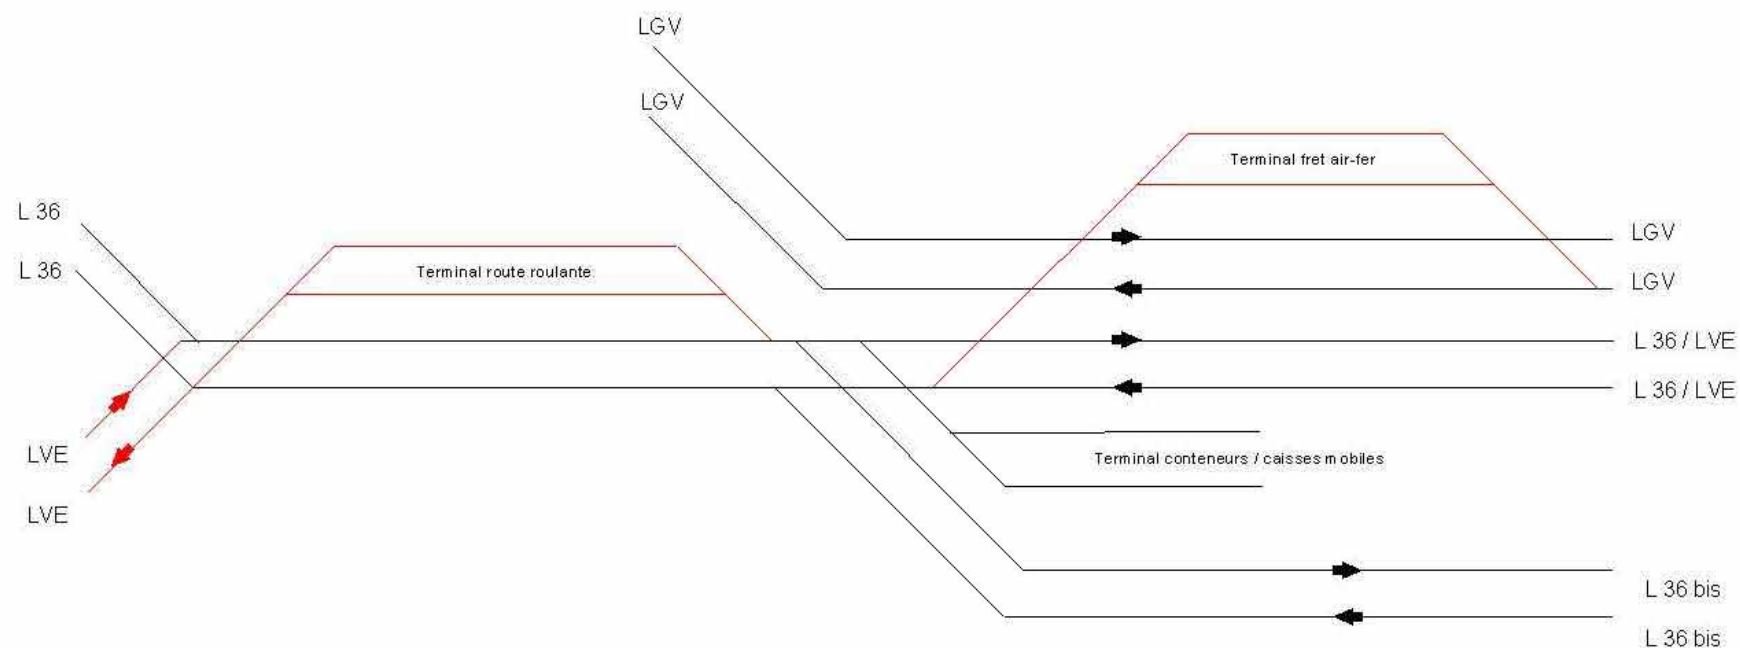 LGV
LGV
Terminal fret air-fer
L 36
LGV
L 36
Terminal route roulante
LGV
L 36 / LVE
L 36 / LVE
LVE
Terminal conteneurs / caisses mobiles
LVE
L 36 bis
L 36 bis